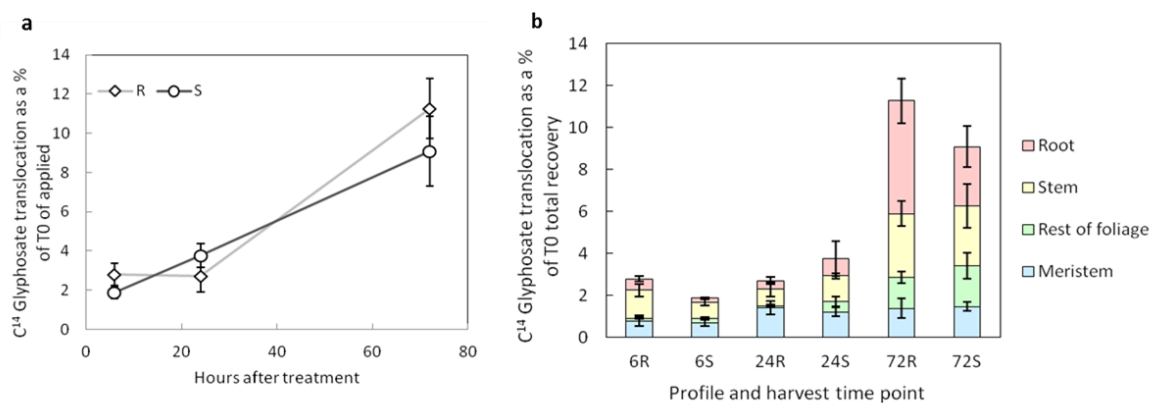 a
C¹⁴ Glyphosate translocation as a %
of T0 of applied
14
12
10
8
6
4
2
0
R S
0 20 40 60 80
Hours after treatment
b
C¹⁴ Glyphosate translocation as a %
of T0 total recovery
14
12
10
8
6
4
2
0
6R 6S 24R 24S 72R 72S
Profile and harvest time point
Root
Stem
Rest of foliage
Meristem